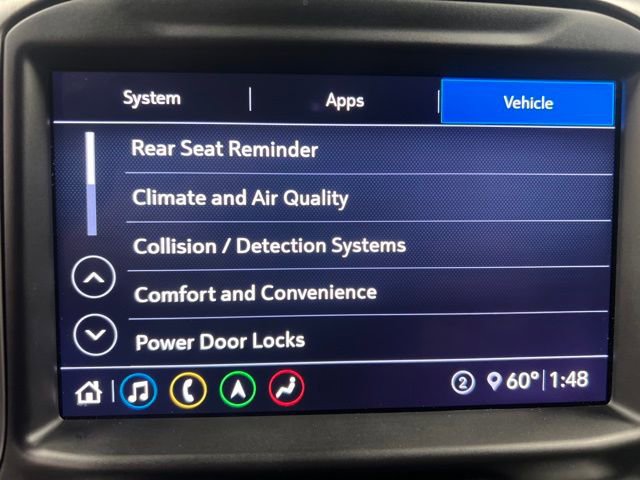 System
Apps
Vehicle
Rear Seat Reminder
Climate and Air Quality
Collision / Detection Systems
Comfort and Convenience
Power Door Locks
2 60° 1:48